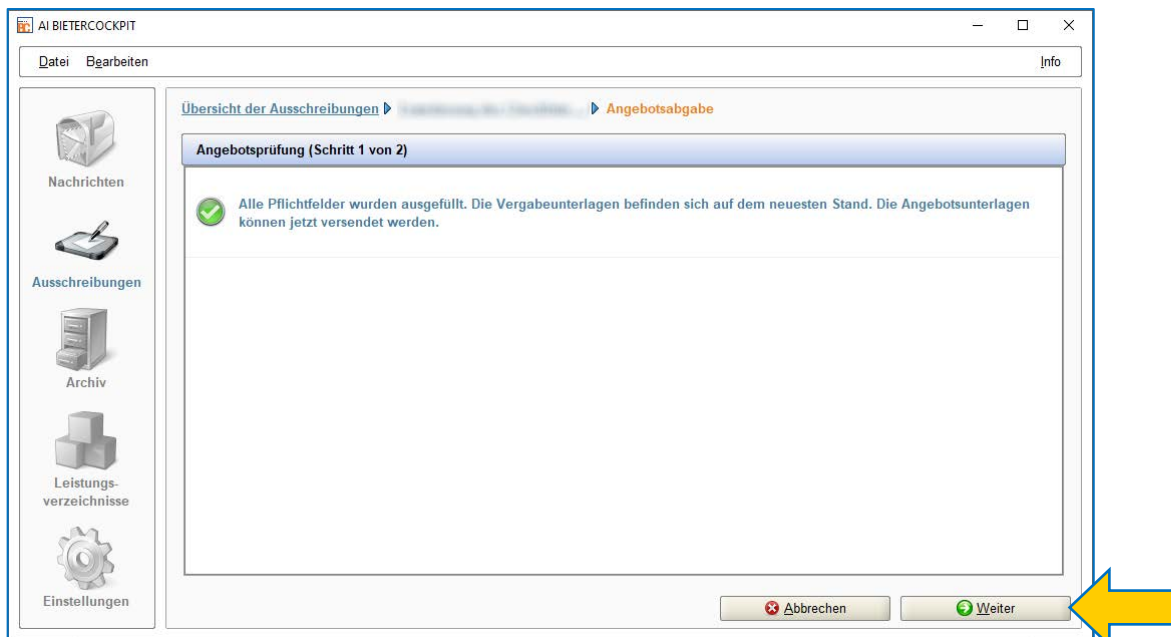 AI BIETERCOCKPIT
Datei Bearbeiten Info
Übersicht der Ausschreibungen Angebotsabgabe
Angebotsprüfung (Schritt 1 von 2)
Alle Pflichtfelder wurden ausgefüllt. Die Vergabeunterlagen befinden sich auf dem neuesten Stand. Die Angebotsunterlagen
können jetzt versendet werden.
Nachrichten
Ausschreibungen
Archiv
Leistungs-
verzeichnisse
Einstellungen
Abbrechen Weiter